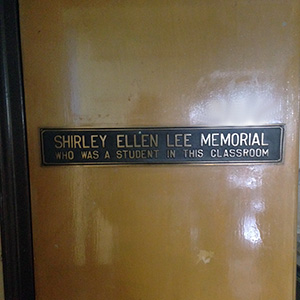 SHIRLEY ELLEN LEE MEMORIAL
WHO WAS A STUDENT IN THIS CLASSROOM